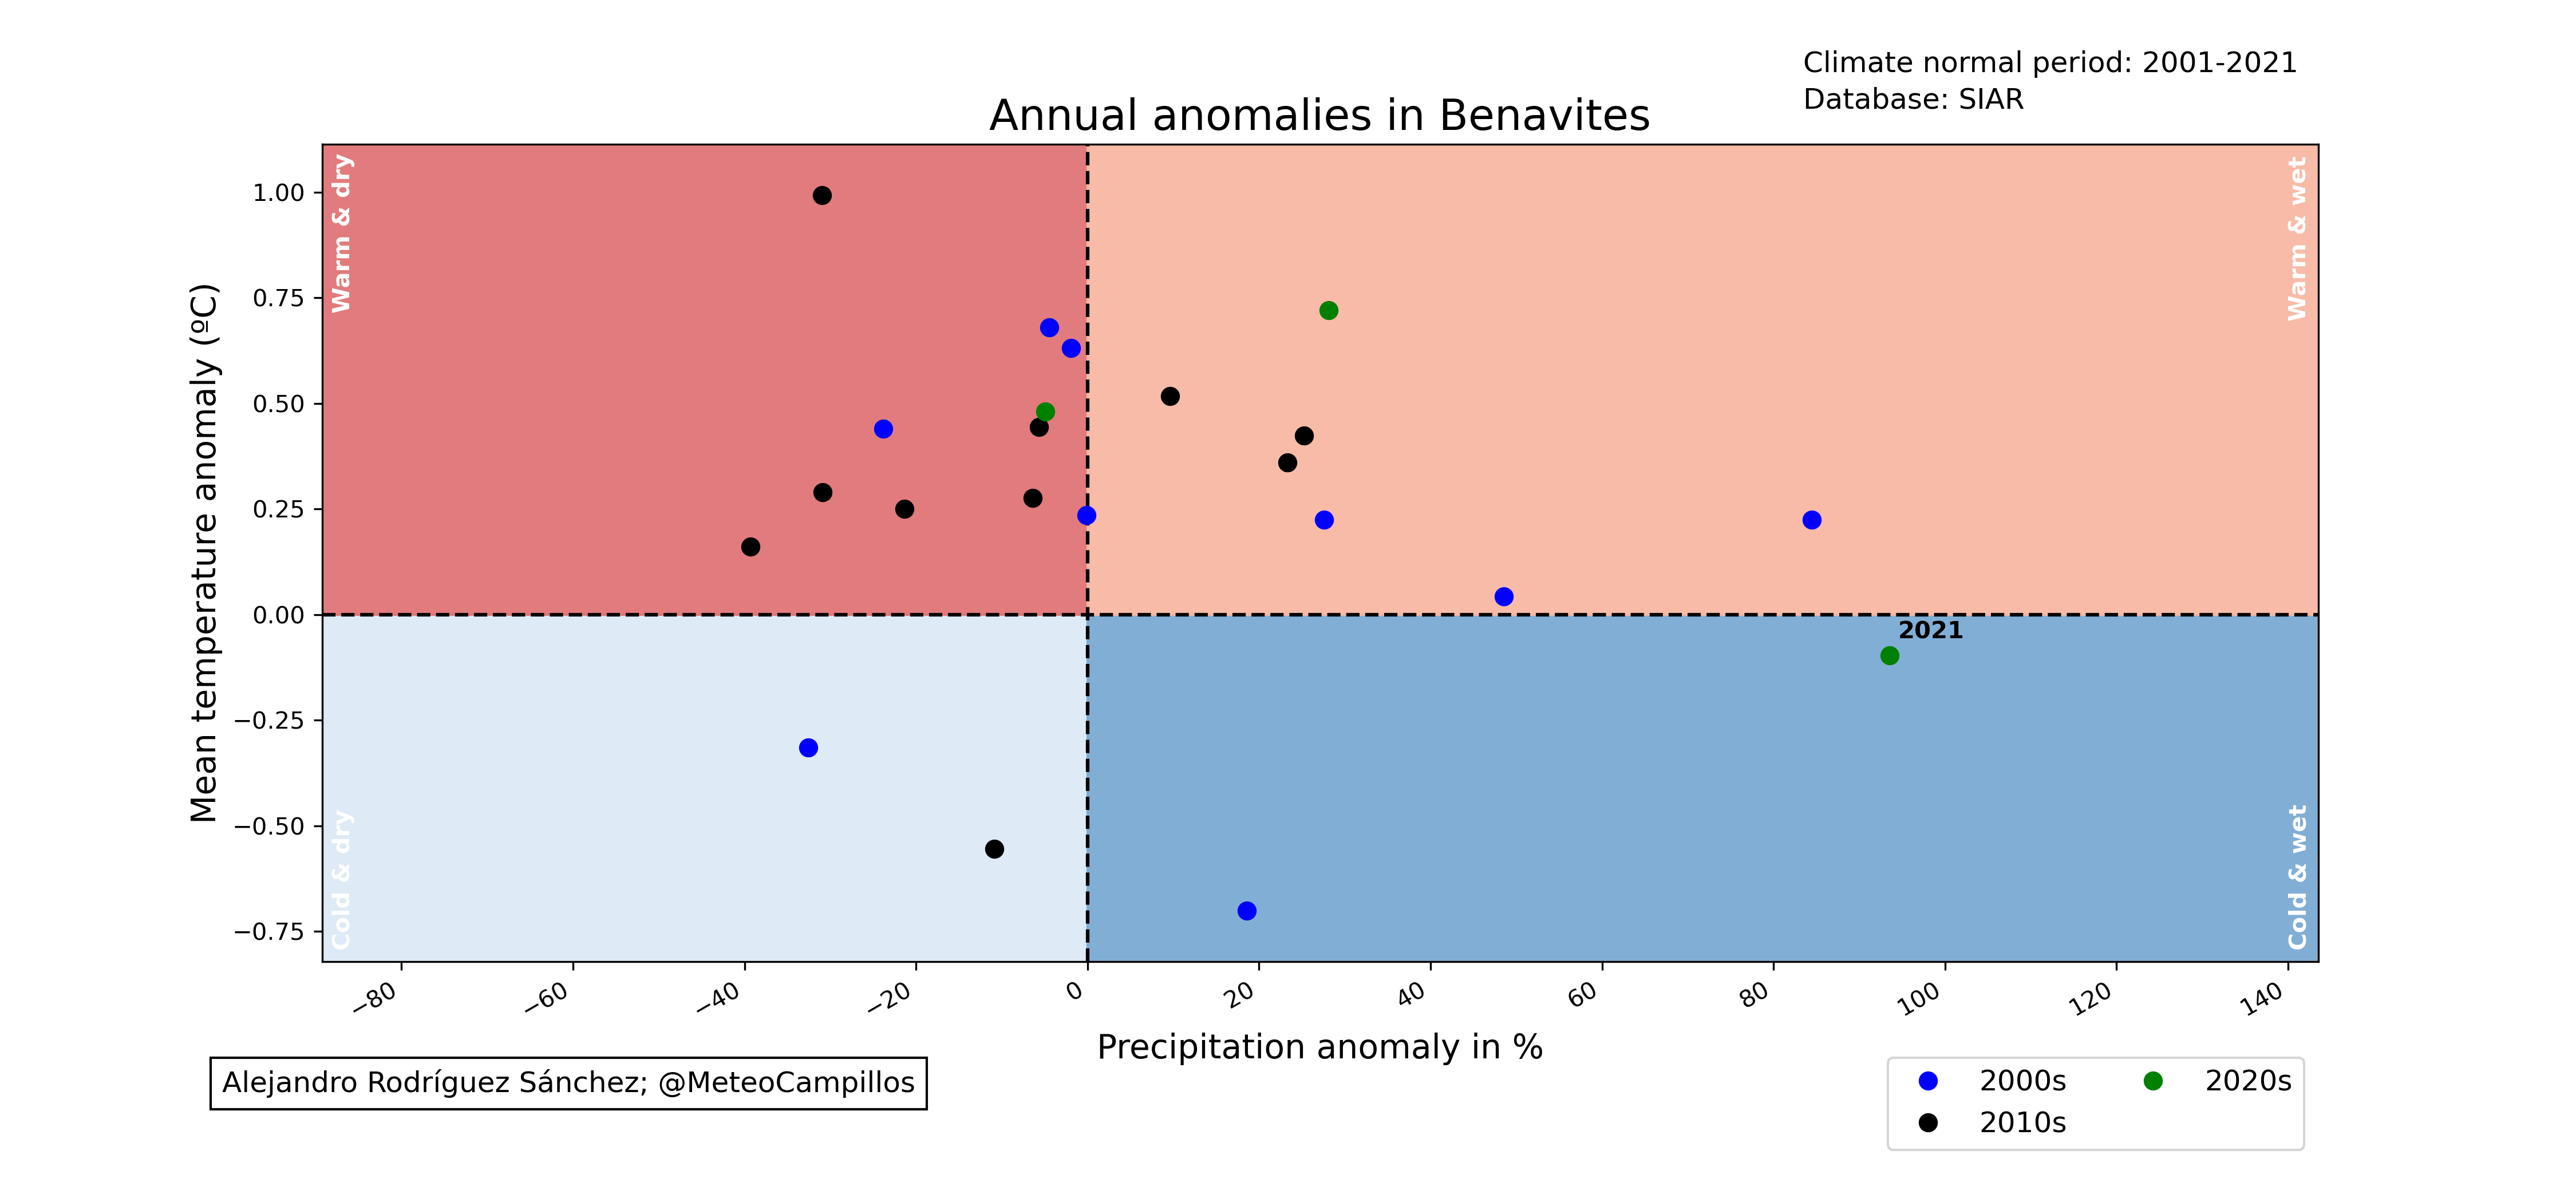 Climate normal period: 2001-2021
Database: SIAR
Annual anomalies in Benavites
Warm & dry
Warm & wet
Mean temperature anomaly (ºC)
1.00
0.75
0.50
0.25
0.00
−0.25
−0.50
−0.75
2021
Cold & dry
Cold & wet
−80
−60
−40
−20
0
20
40
60
80
100
120
140
Precipitation anomaly in %
Alejandro Rodríguez Sánchez; @MeteoCampillos
2000s
2010s
2020s